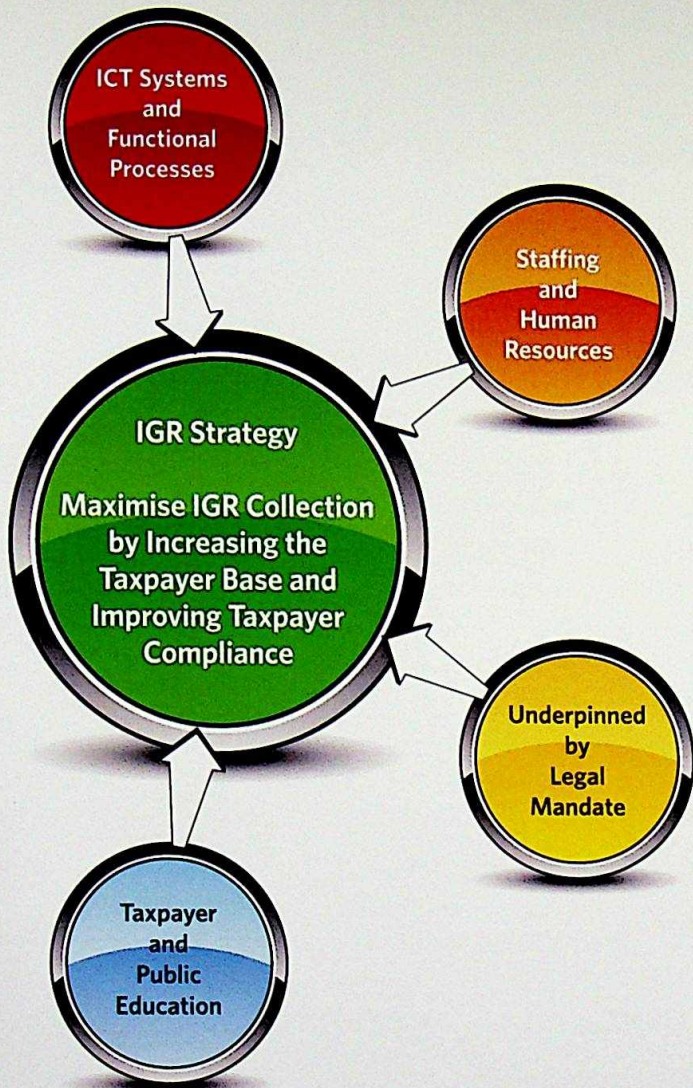 ICT Systems
and
Functional
Processes
Staffing
and
Human
Resources
IGR Strategy
Maximise IGR Collection
by Increasing the
Taxpayer Base and
Improving Taxpayer
Compliance
Underpinned
by
Legal
Mandate
Taxpayer
and
Public
Education